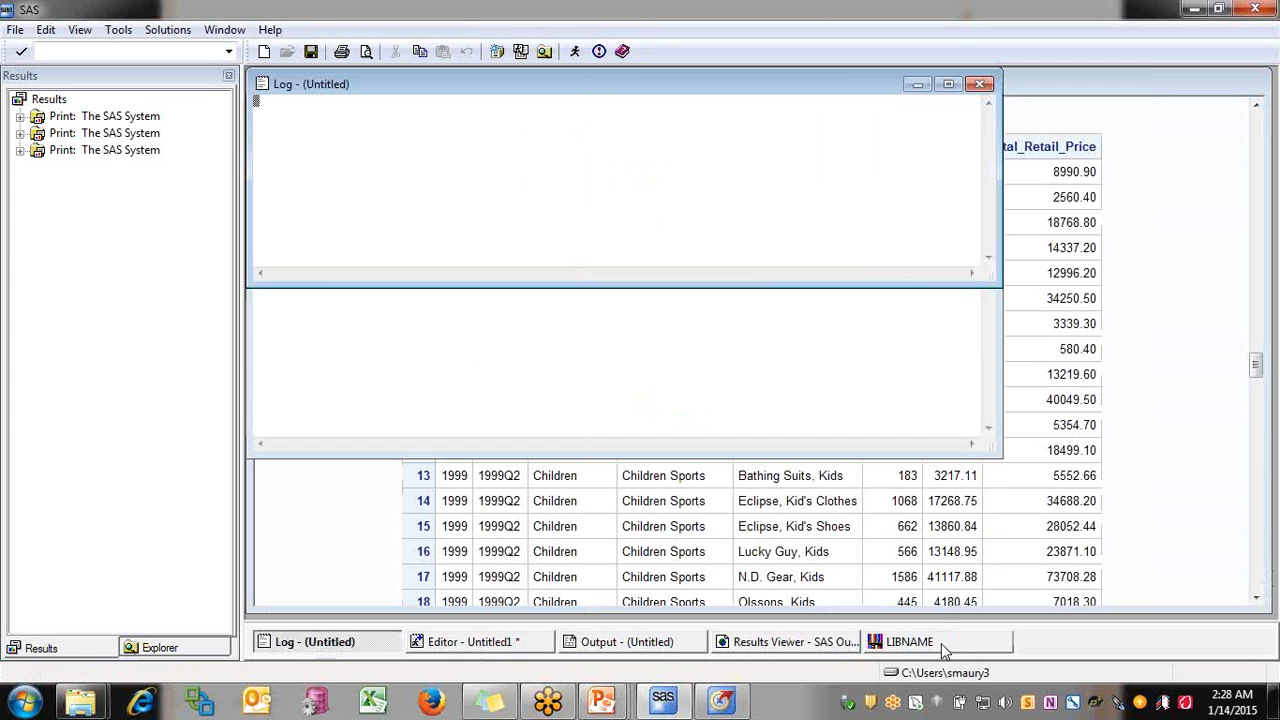 SAS
File Edit View Tools Solutions Window Help
Results
Results
Print: The SAS System
Print: The SAS System
Print: The SAS System
Log - (Untitled)
tal_Retail_Price
8990.90
2560.40
18768.80
14337.20
12996.20
34250.50
3339.30
580.40
13219.60
40049.50
5354.70
18499.10
13 1999 1999Q2 Children Children Sports Bathing Suits, Kids 183 3217.11 5552.66
14 1999 1999Q2 Children Children Sports Eclipse, Kid's Clothes 1068 17268.75 34688.20
15 1999 1999Q2 Children Children Sports Eclipse, Kid's Shoes 662 13860.84 28052.44
16 1999 1999Q2 Children Children Sports Lucky Guy, Kids 566 13148.95 23871.10
17 1999 1999Q2 Children Children Sports N.D. Gear, Kids 1586 41117.88 73708.28
18 1999 1999Q2 Children Children Sports Olssons, Kids 445 4180.45 7018.30
Results Explorer
Log - (Untitled) Editor - Untitled1 * Output - (Untitled) Results Viewer - SAS Ou... LIBNAME
C:\Users\smaury3
2:28 AM
1/14/2015